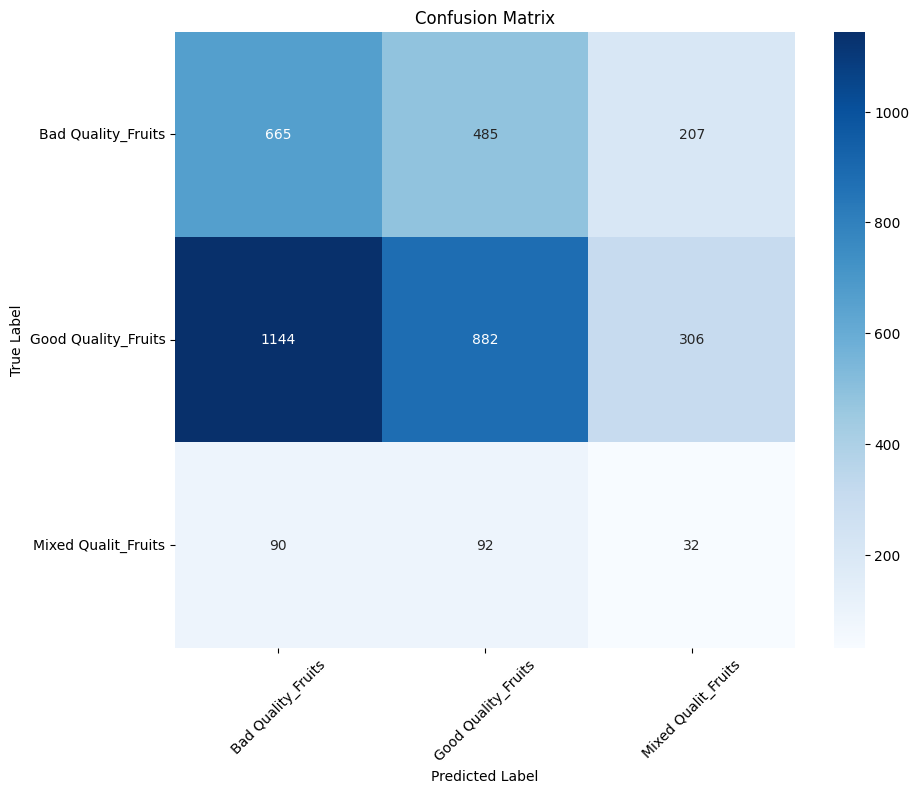 Confusion Matrix
Bad Quality_Fruits
665 485 207
Good Quality_Fruits
1144 882 306
Mixed Qualit_Fruits
90 92 32
True Label
Bad Quality_Fruits
Good Quality_Fruits
Mixed Qualit_Fruits
Predicted Label
1000
800
600
400
200